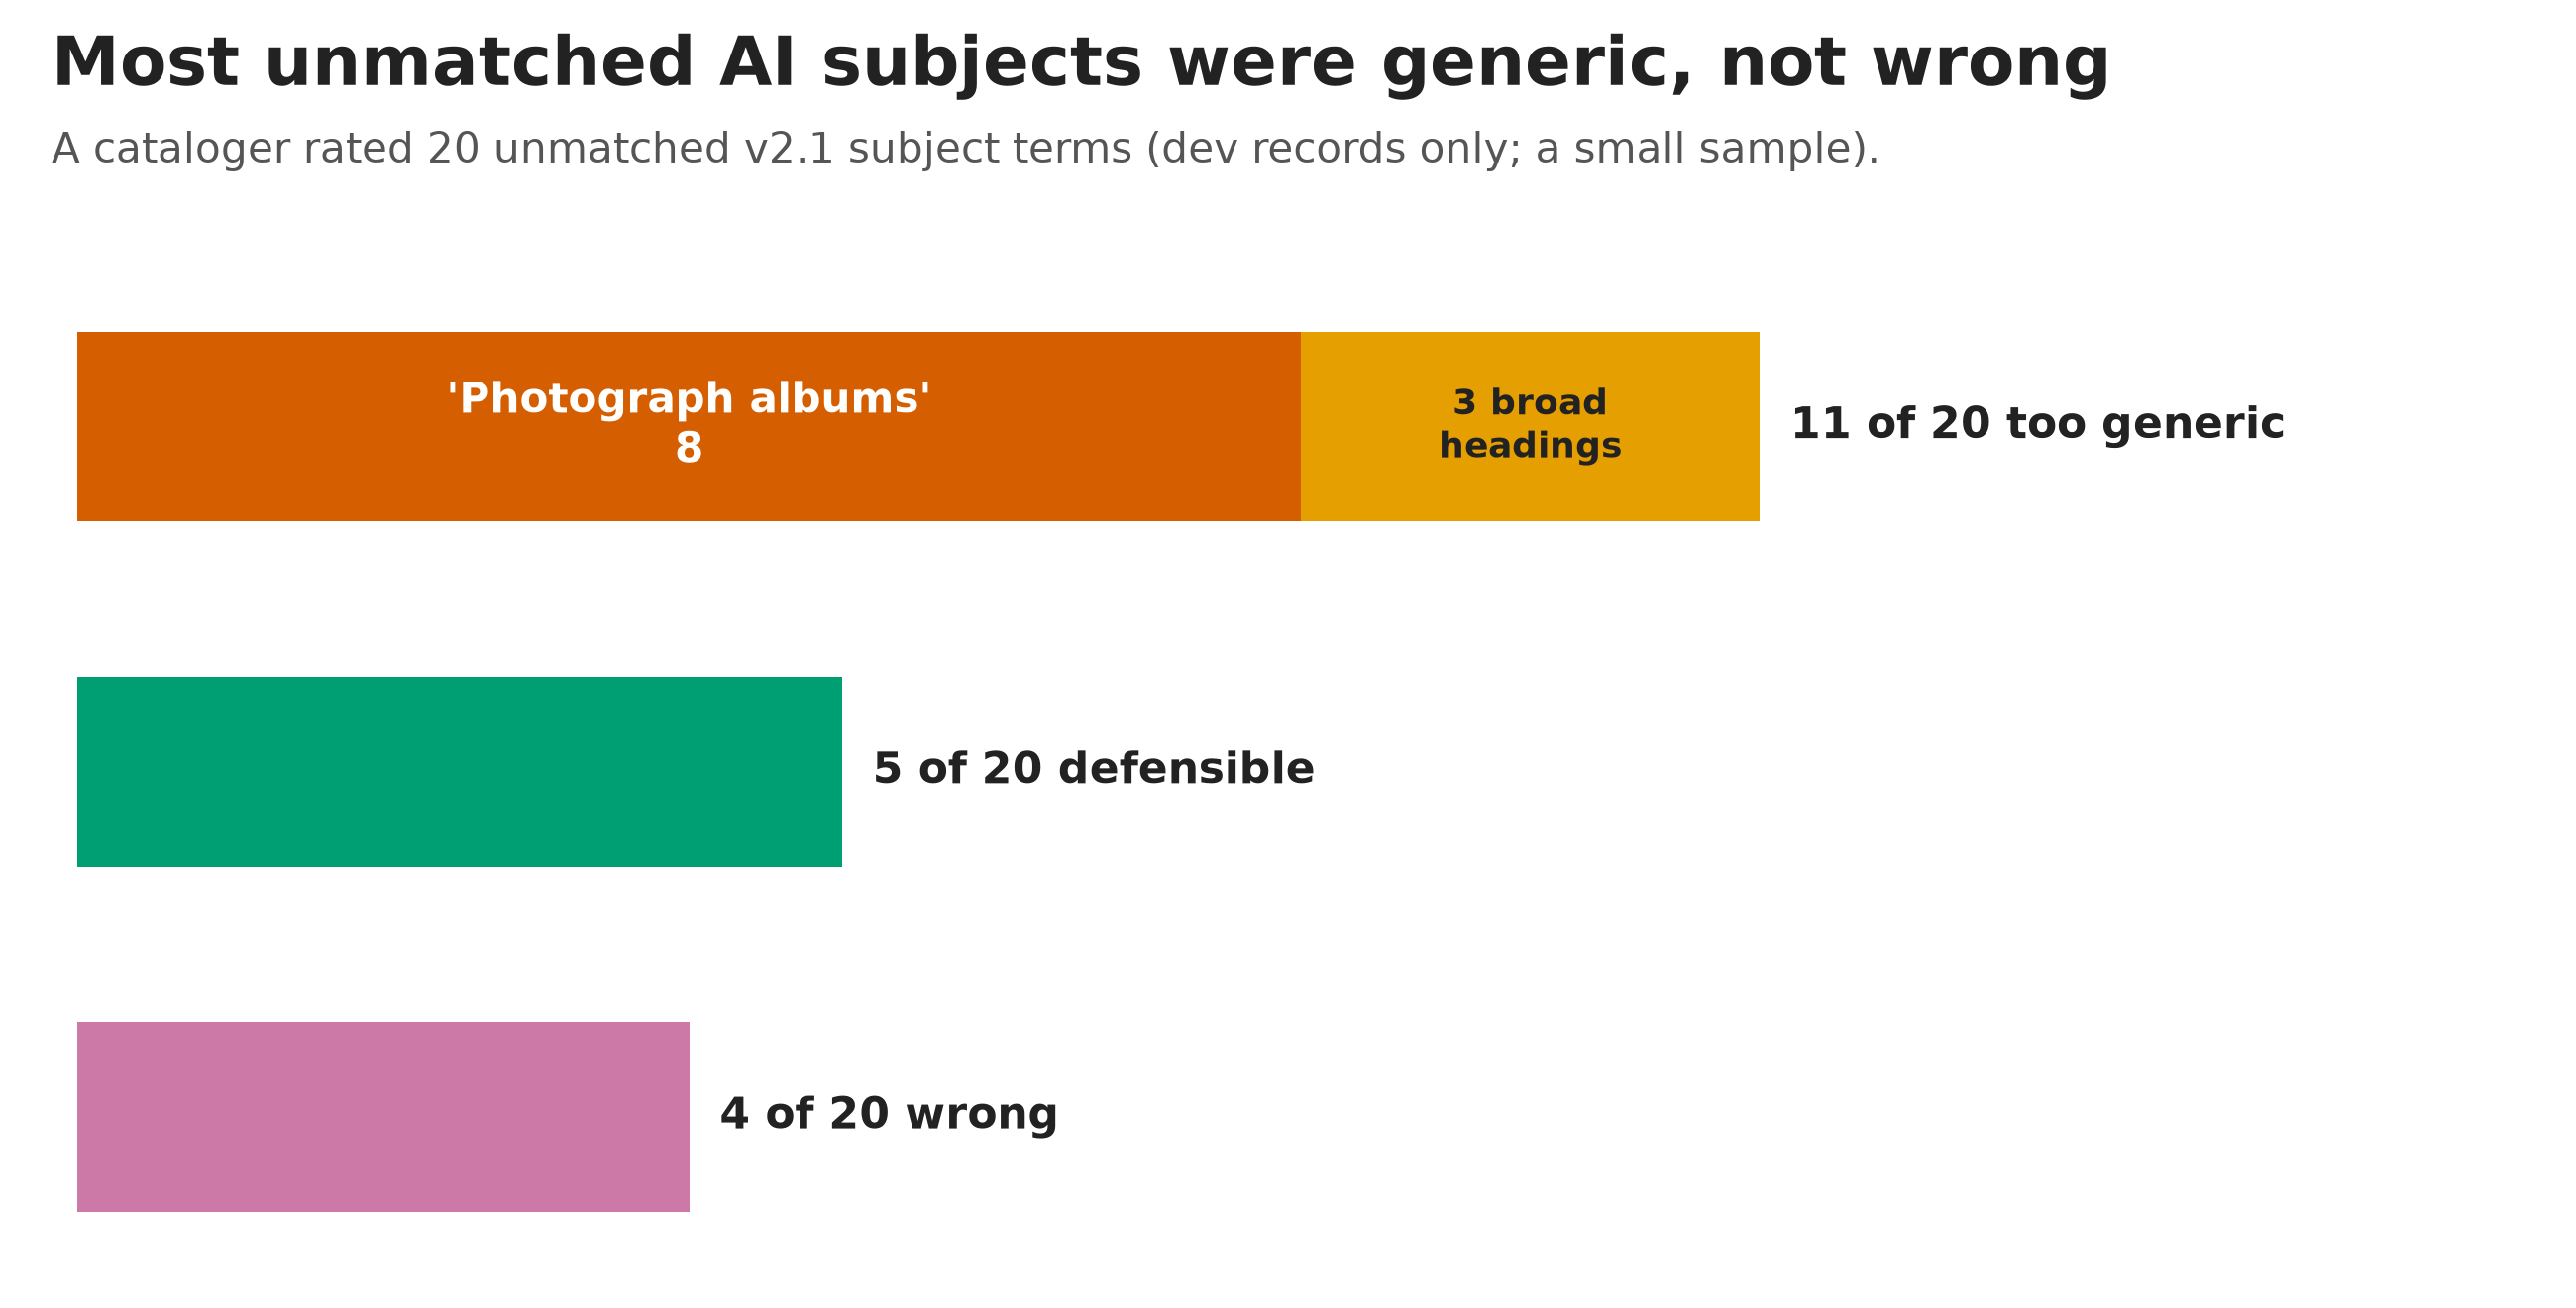 Most unmatched AI subjects were generic, not wrong
A cataloger rated 20 unmatched v2.1 subject terms (dev records only; a small sample).
'Photograph albums'
8
3 broad
headings
11 of 20 too generic
5 of 20 defensible
4 of 20 wrong